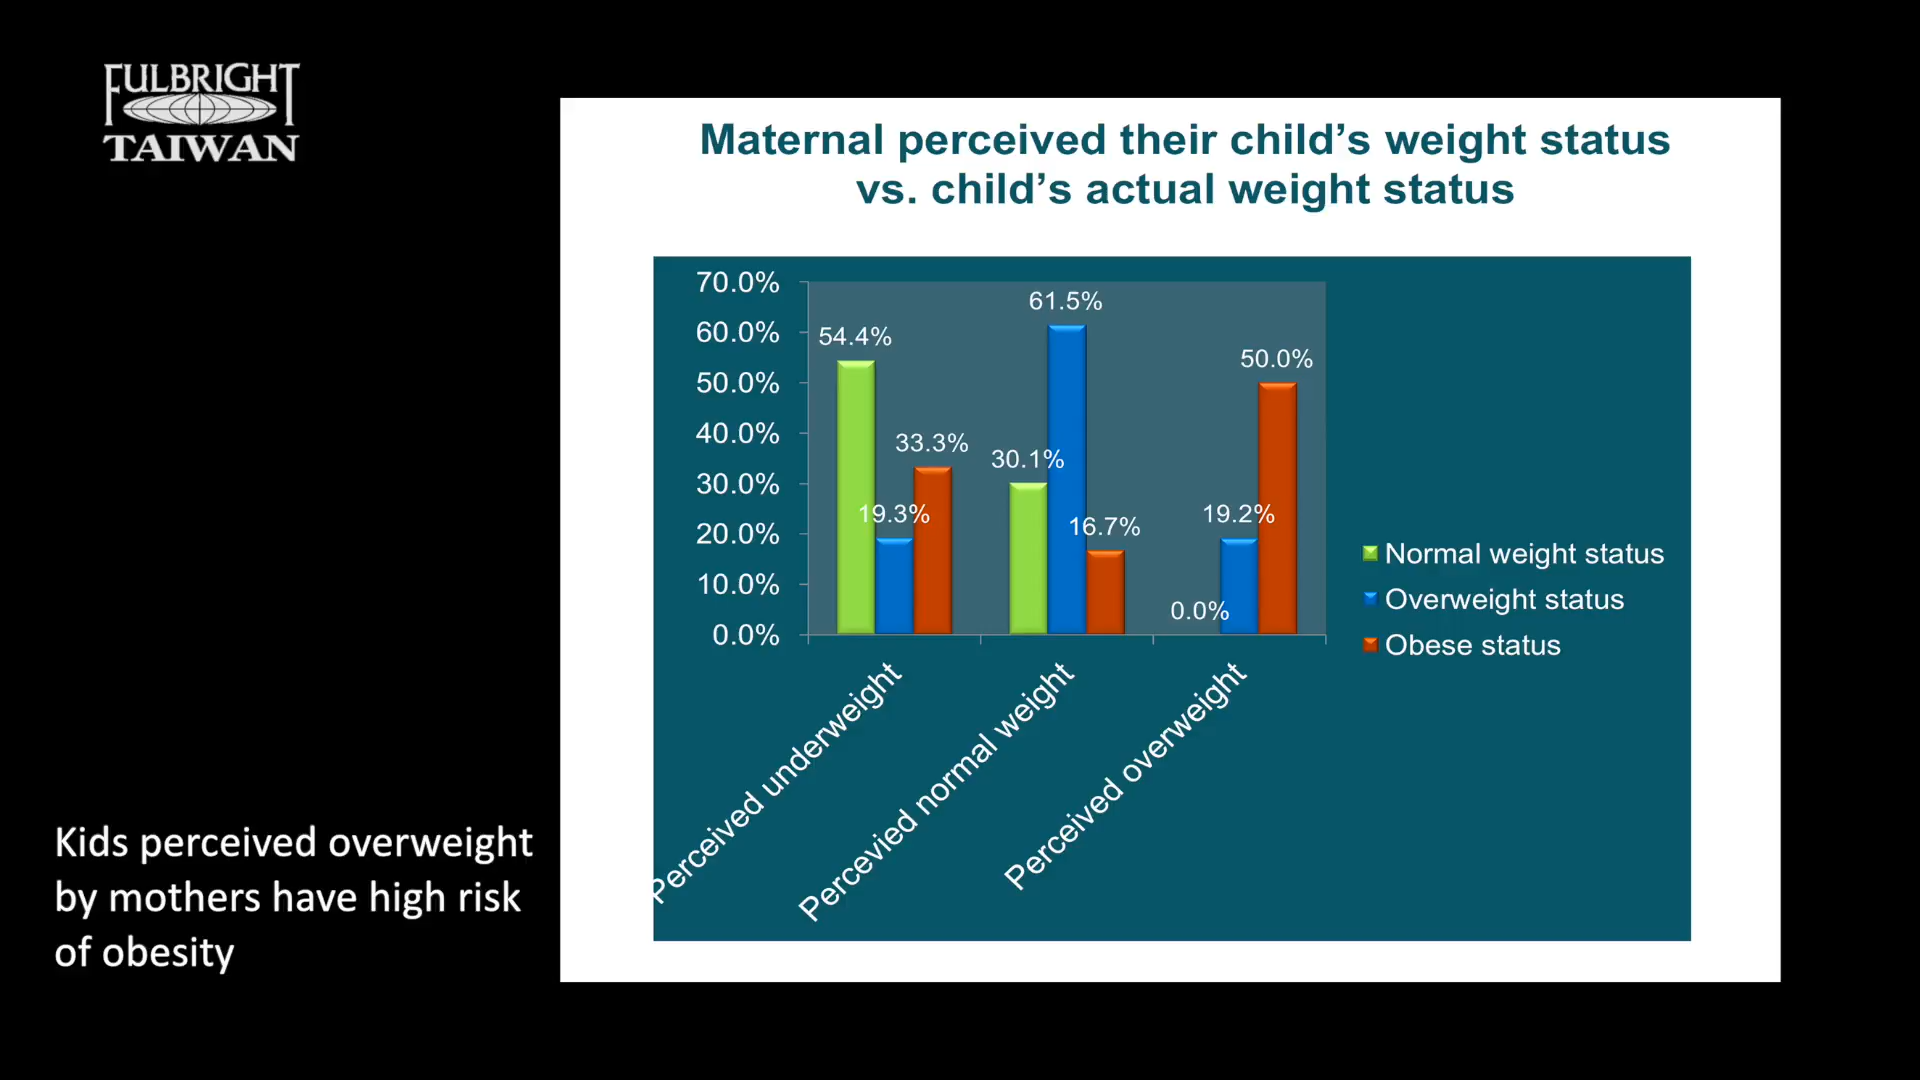 FULBRIGHT
TAIWAN
Maternal perceived their child’s weight status
vs. child’s actual weight status
70.0%
60.0%
50.0%
40.0%
30.0%
20.0%
10.0%
0.0%
54.4%
19.3%
33.3%
30.1%
61.5%
16.7%
0.0%
19.2%
50.0%
Perceived underweight
Percevied normal weight
Perceived overweight
Normal weight status
Overweight status
Obese status
Kids perceived overweight
by mothers have high risk
of obesity